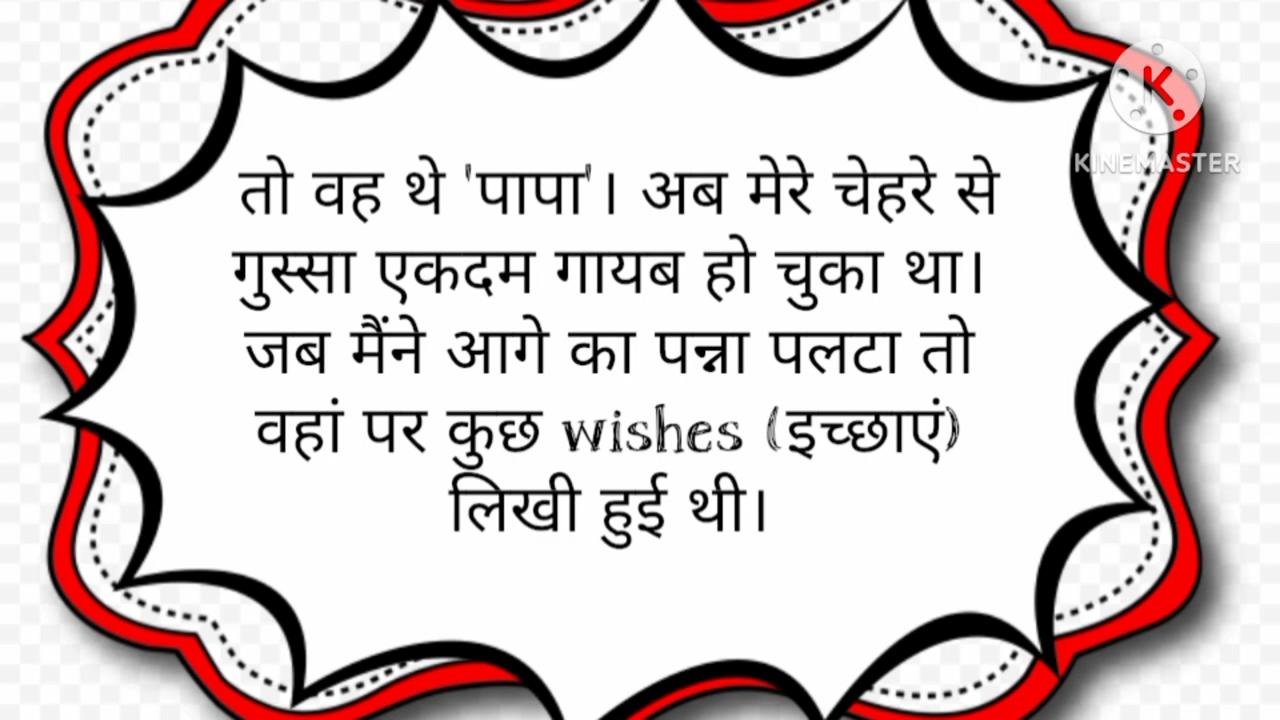 तो वह थे 'पापा'। अब मेरे चेहरे से
गुस्सा एकदम गायब हो चुका था।
जब मैंने आगे का पन्ना पलटा तो
वहां पर कुछ wishes (इच्छाएं)
लिखी हुई थी।
KINEMASTER